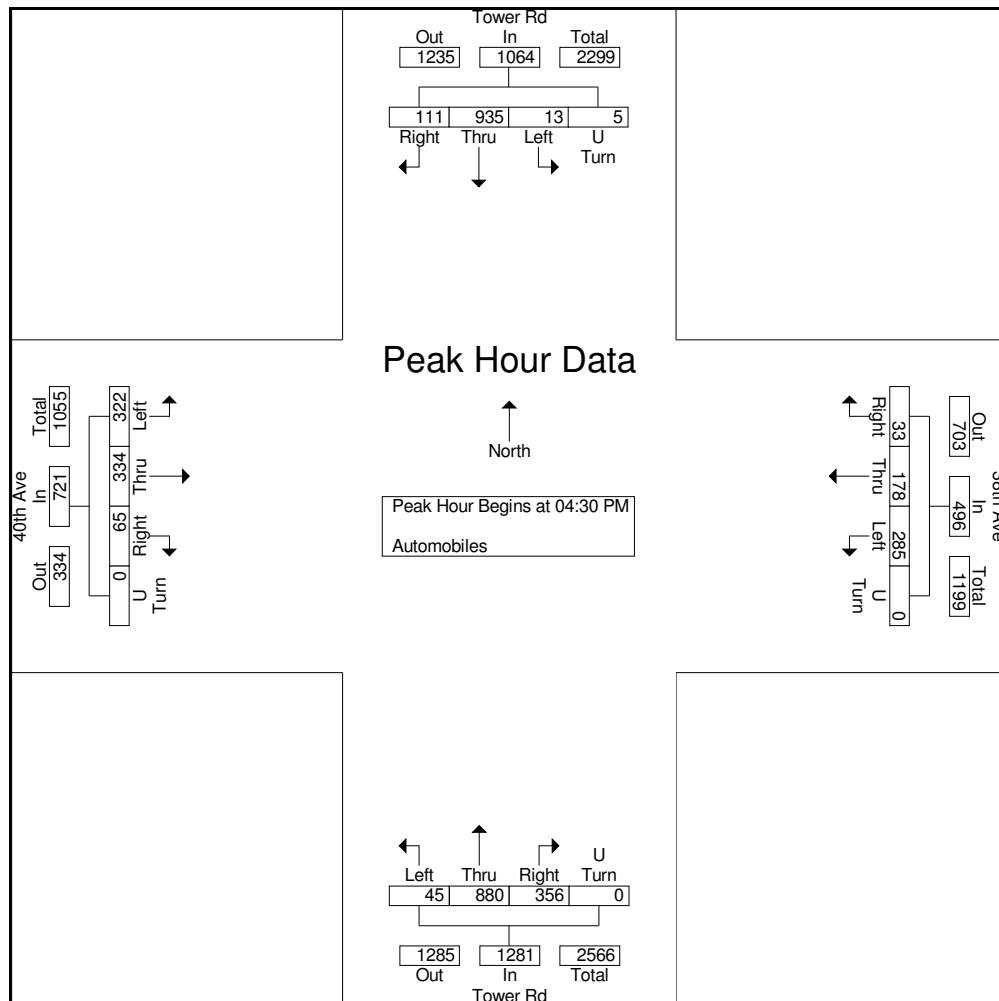 Tower Rd
Out In Total
1235 1064 2299
111 935 13 5
Right Thru Left U Turn
Peak Hour Data
North
Peak Hour Begins at 04:30 PM
Automobiles
40th Ave
Total In Out
1055 721 334
322 334 65 0
Left Thru Right U Turn
38th Ave
Out In Total
703 496 1199
33 178 285 0
Right Thru Left U Turn
Left Thru Right U Turn
45 880 356 0
1285 1281 2566
Out In Total
Tower Rd